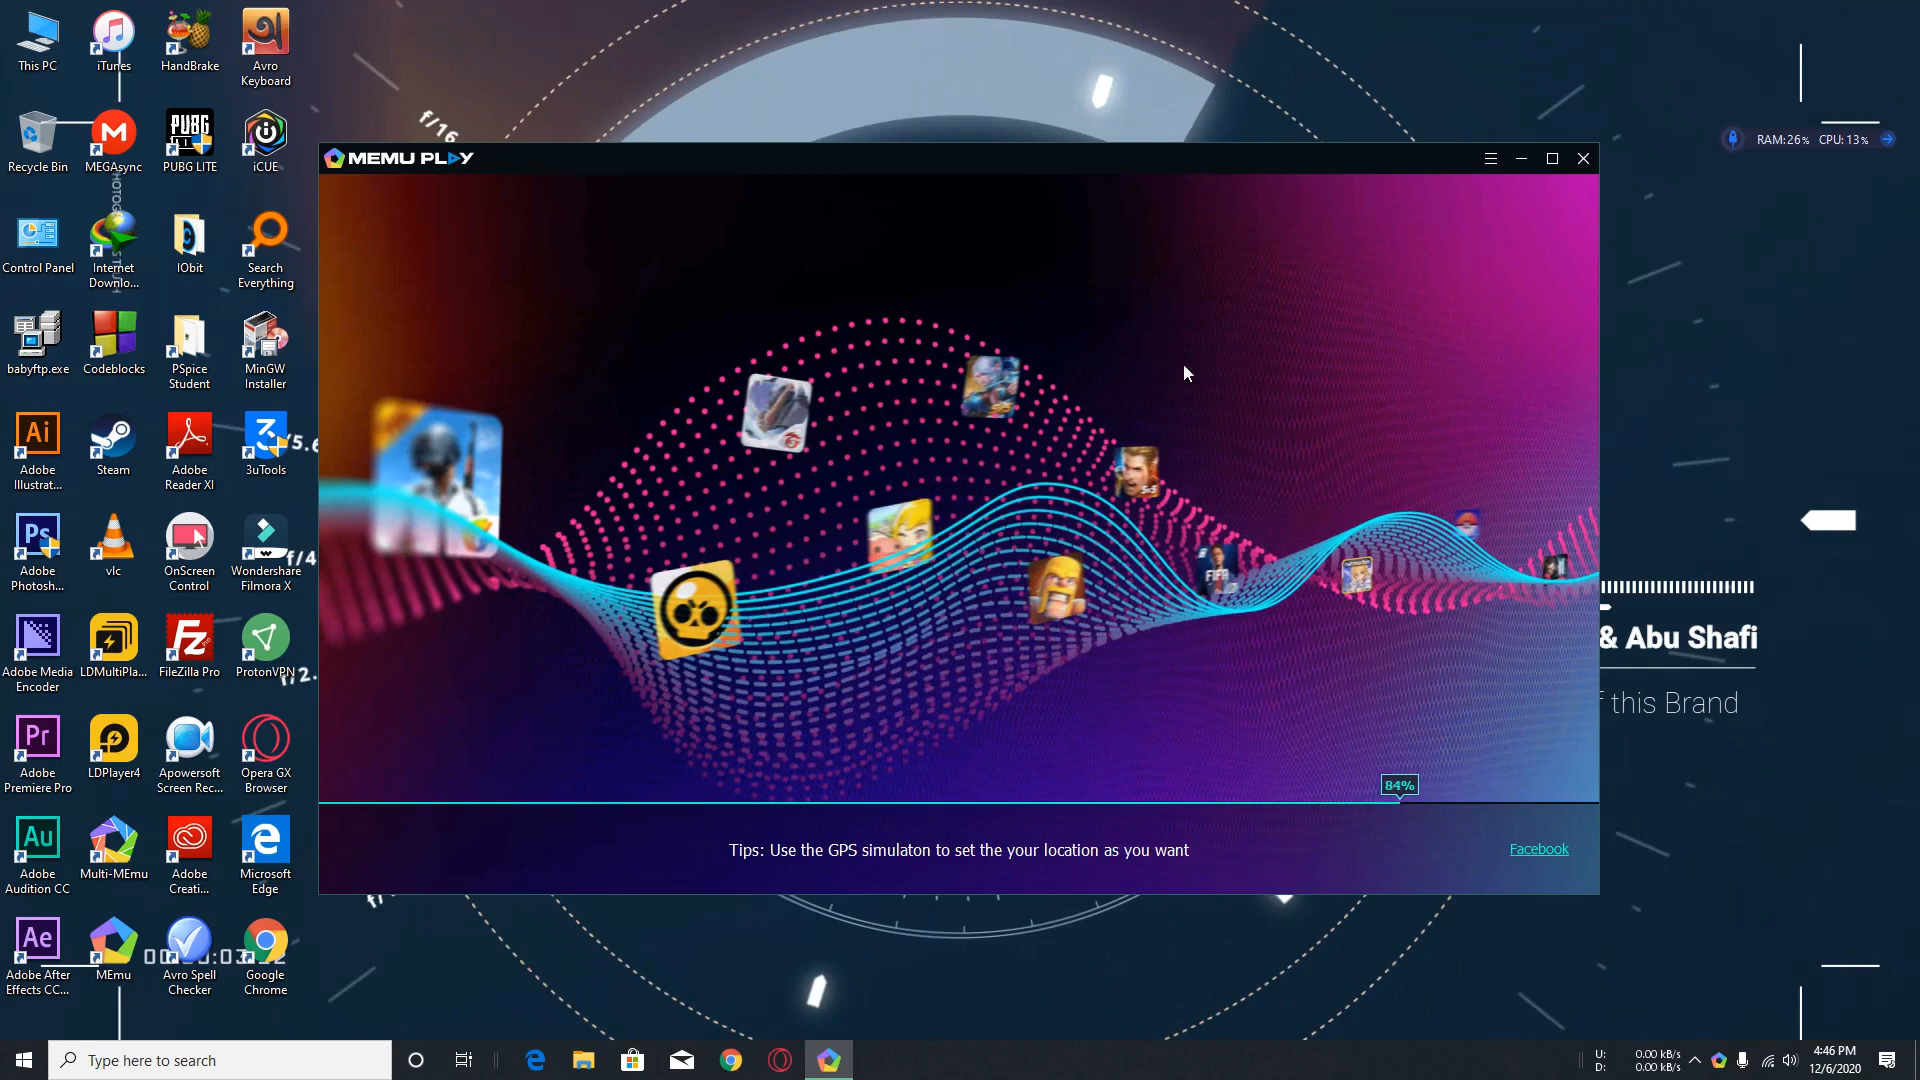 This PC
iTunes
HandBrake
Avro
Keyboard
Recycle Bin
MEGAsync
PUBG LITE
iCUE
Control Panel
Internet
Downlo...
IObit
Search
Everything
babyftp.exe
Codeblocks
PSpice
Student
MinGW
Installer
Adobe
Illustrat...
Steam
Adobe
Reader XI
3uTools
Adobe
Photosh...
vlc
OnScreen
Control
Wondershare
Filmora X
Adobe Media
Encoder
LDMultiPla...
FileZilla Pro
ProtonVPN
Adobe
Premiere Pro
LDPlayer4
Apowersoft
Screen Rec...
Opera GX
Browser
Adobe
Audition CC
Multi-MEmu
Adobe
Creati...
Microsoft
Edge
Adobe After
Effects CC...
MEmu
Avro Spell
Checker
Google
Chrome
f/16
MEMU PLAY
RAM:26% CPU:13%
FIFA
5v5
84%
Tips: Use the GPS simulaton to set the your location as you want
Facebook
& Abu Shafi
f this Brand
Type here to search
U: 0.00 kB/s
D: 0.00 kB/s
4:46 PM
12/6/2020